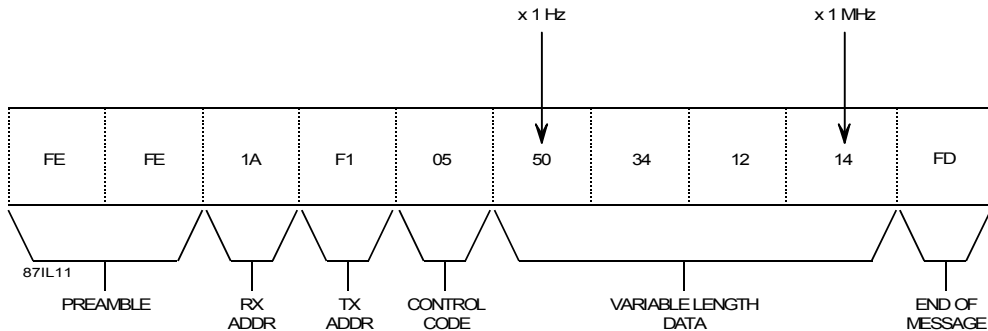 x 1 Hz x 1 MHz
FE FE 1A F1 05 50 34 12 14 FD
87IL11
PREAMBLE RX ADDR TX ADDR CONTROL CODE VARIABLE LENGTH DATA END OF MESSAGE